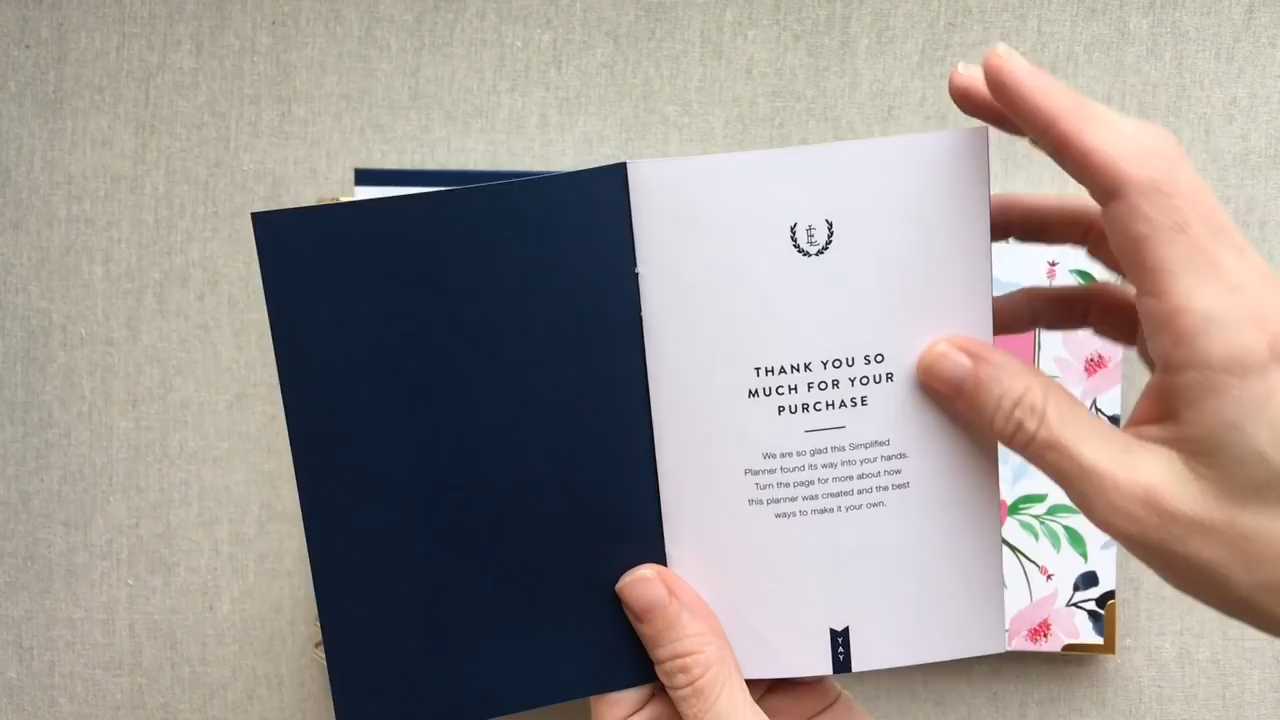 EL
THANK YOU SO
MUCH FOR YOUR
PURCHASE
We are so glad this Simplified
Planner found its way into your hands.
Turn the page for more about how
this planner was created and the best
ways to make it your own.
YAY